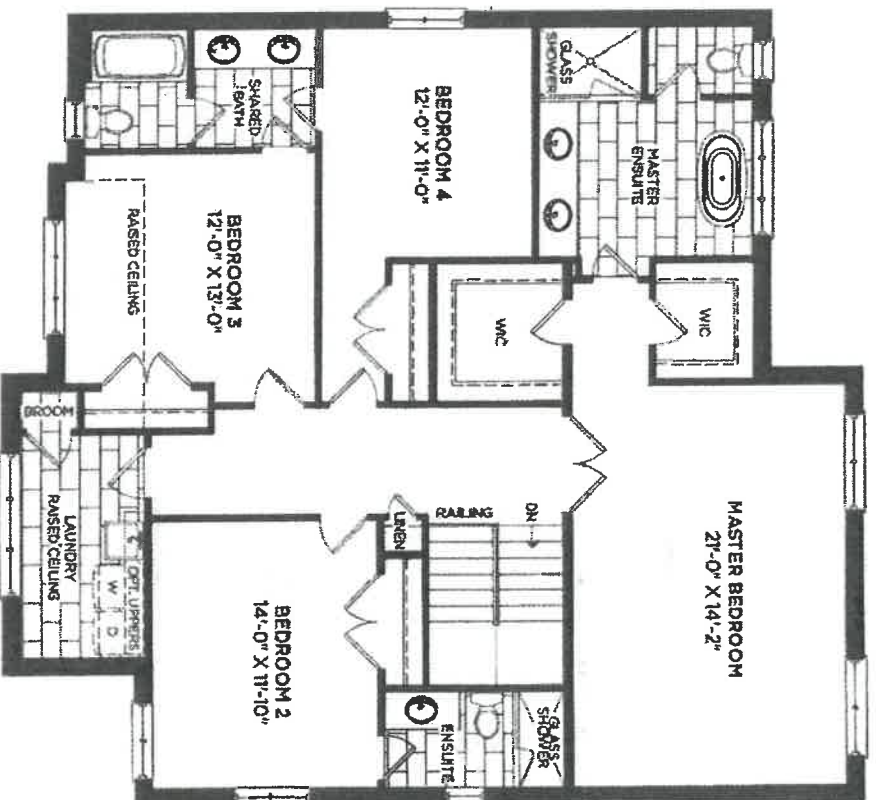 GLASS
SHOWER
SHARED
BATH
BEDROOM 4
12'-0" X 11'-0"
MASTER
ENSUITE
BEDROOM 3
12'-0" X 13'-0"
RAISED CEILING
WIC
WIC
BROOM
LAUNDRY
RAISED CEILING
OPT. UPPERS
W
D
LINEN
RAILING
DN
MASTER BEDROOM
21'-0" X 14'-2"
BEDROOM 2
14'-0" X 11'-10"
ENSUITE
GLASS
SHOWER